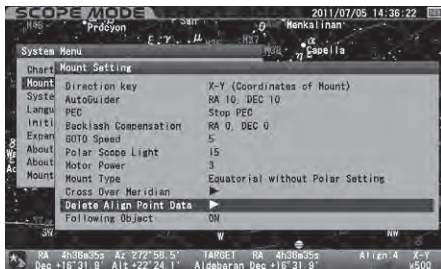 SCOPE MODE
2011/07/05 14:36:22
Procyon
Menkalinan
Capella
System Menu
Chart
Mount Setting
Mount
Direction key X-Y (Coordinates of Mount)
Syste
AutoGuider RA 10, DEC 10
Langu
PEC Stop PEC
Initi
Backlash Compensation RA 0, DEC 0
Expan
GOTO Speed 5
About
Polar Scope Light 15
About
Motor Power 3
Mount
Mount Type Equatorial without Polar Setting
Cross Over Meridian ▶
Delete Align Point Data ▶
Following Object ON
SW W NW
RA 4h36m35s Az 272°56.5' TARGET RA 4h36m35s Align:4 X-Y
Dec +16°31.9' Alt +22°24.1' Aldebaran Dec +16°31.9' x500